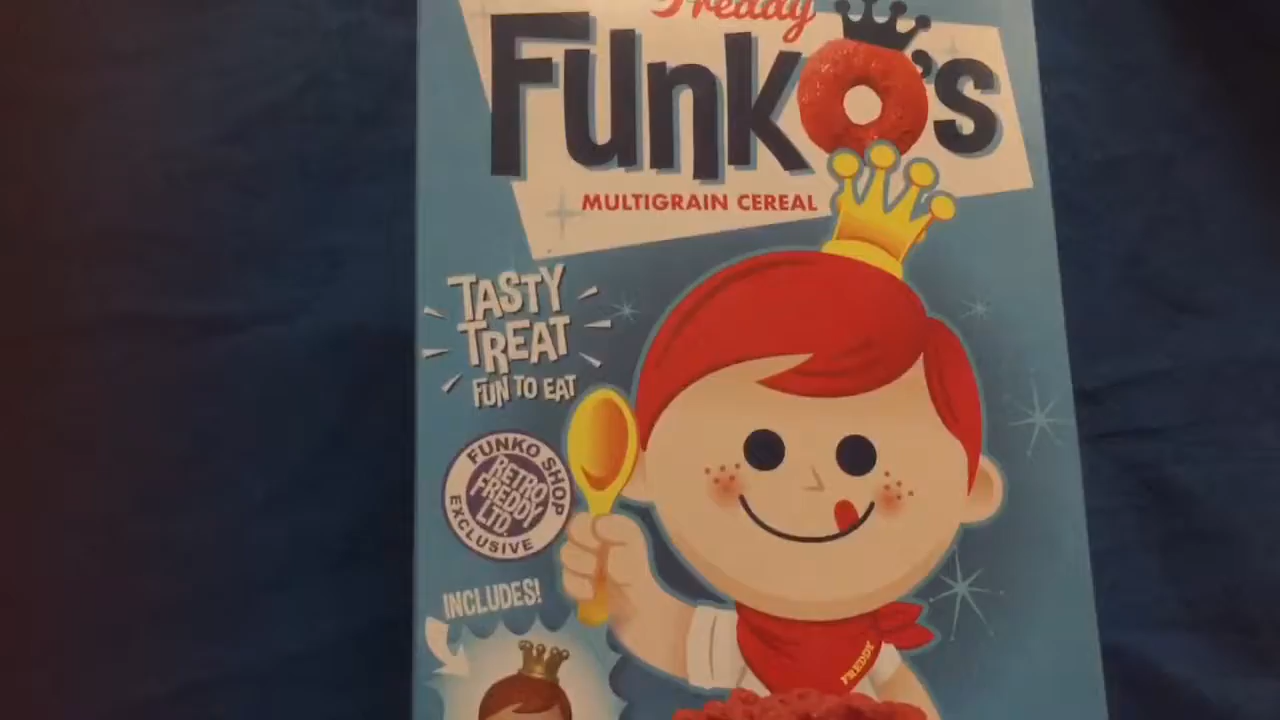 Freddy
Funko's
MULTIGRAIN CEREAL
TASTY
TREAT
FUN TO EAT
FUNKO SHOP
RETRO
FREDDY
LTD.
EXCLUSIVE
INCLUDES!
FREDDY